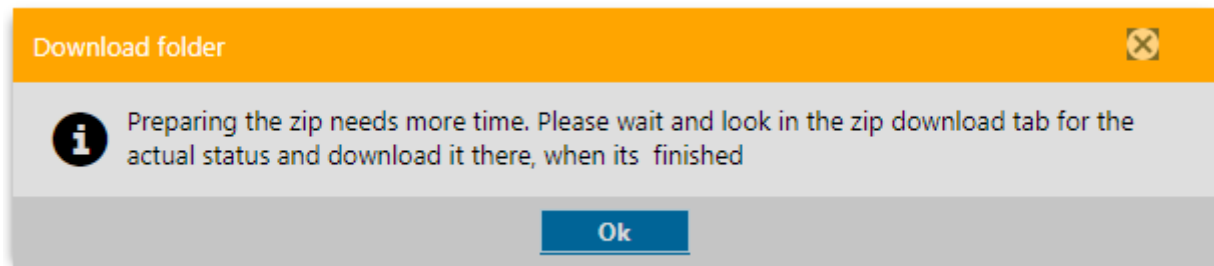 Download folder
Preparing the zip needs more time. Please wait and look in the zip download tab for the
actual status and download it there, when its  finished
Ok